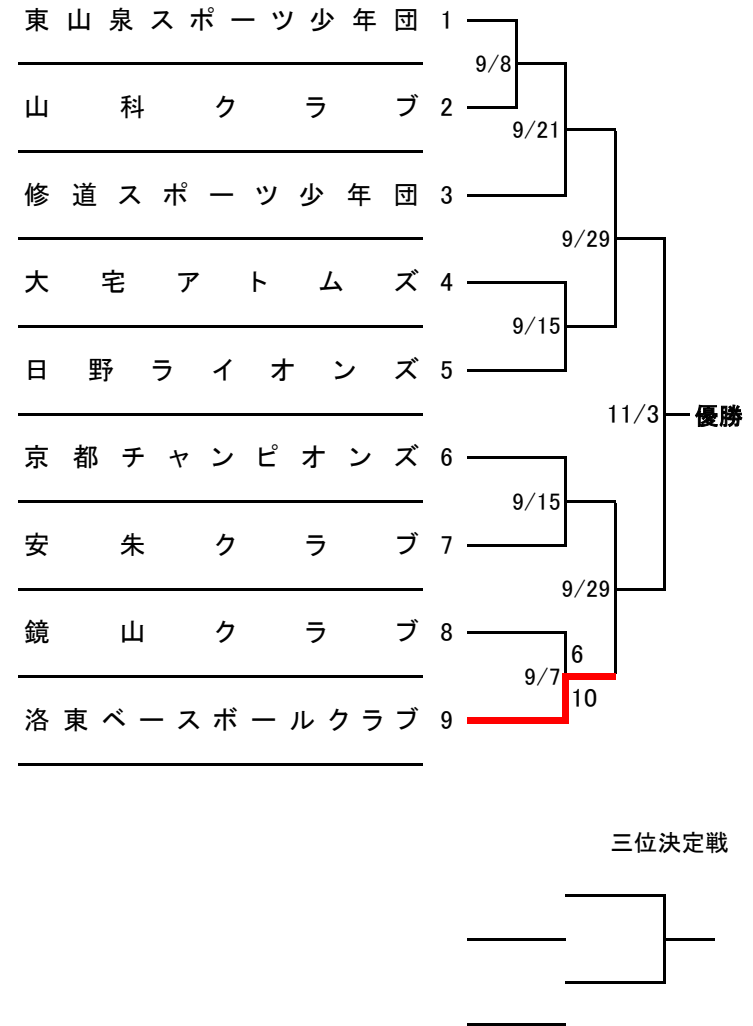 東山泉スポーツ少年団 1
9/8
山科クラブ 2
9/21
修道スポーツ少年団 3
9/29
大宅アトムズ 4
9/15
日野ライオンズ 5
11/3 優勝
京都チャンピオンズ 6
9/15
安朱クラブ 7
9/29
鏡山クラブ 8
6
9/7
10
洛東ベースボールクラブ 9
三位決定戦